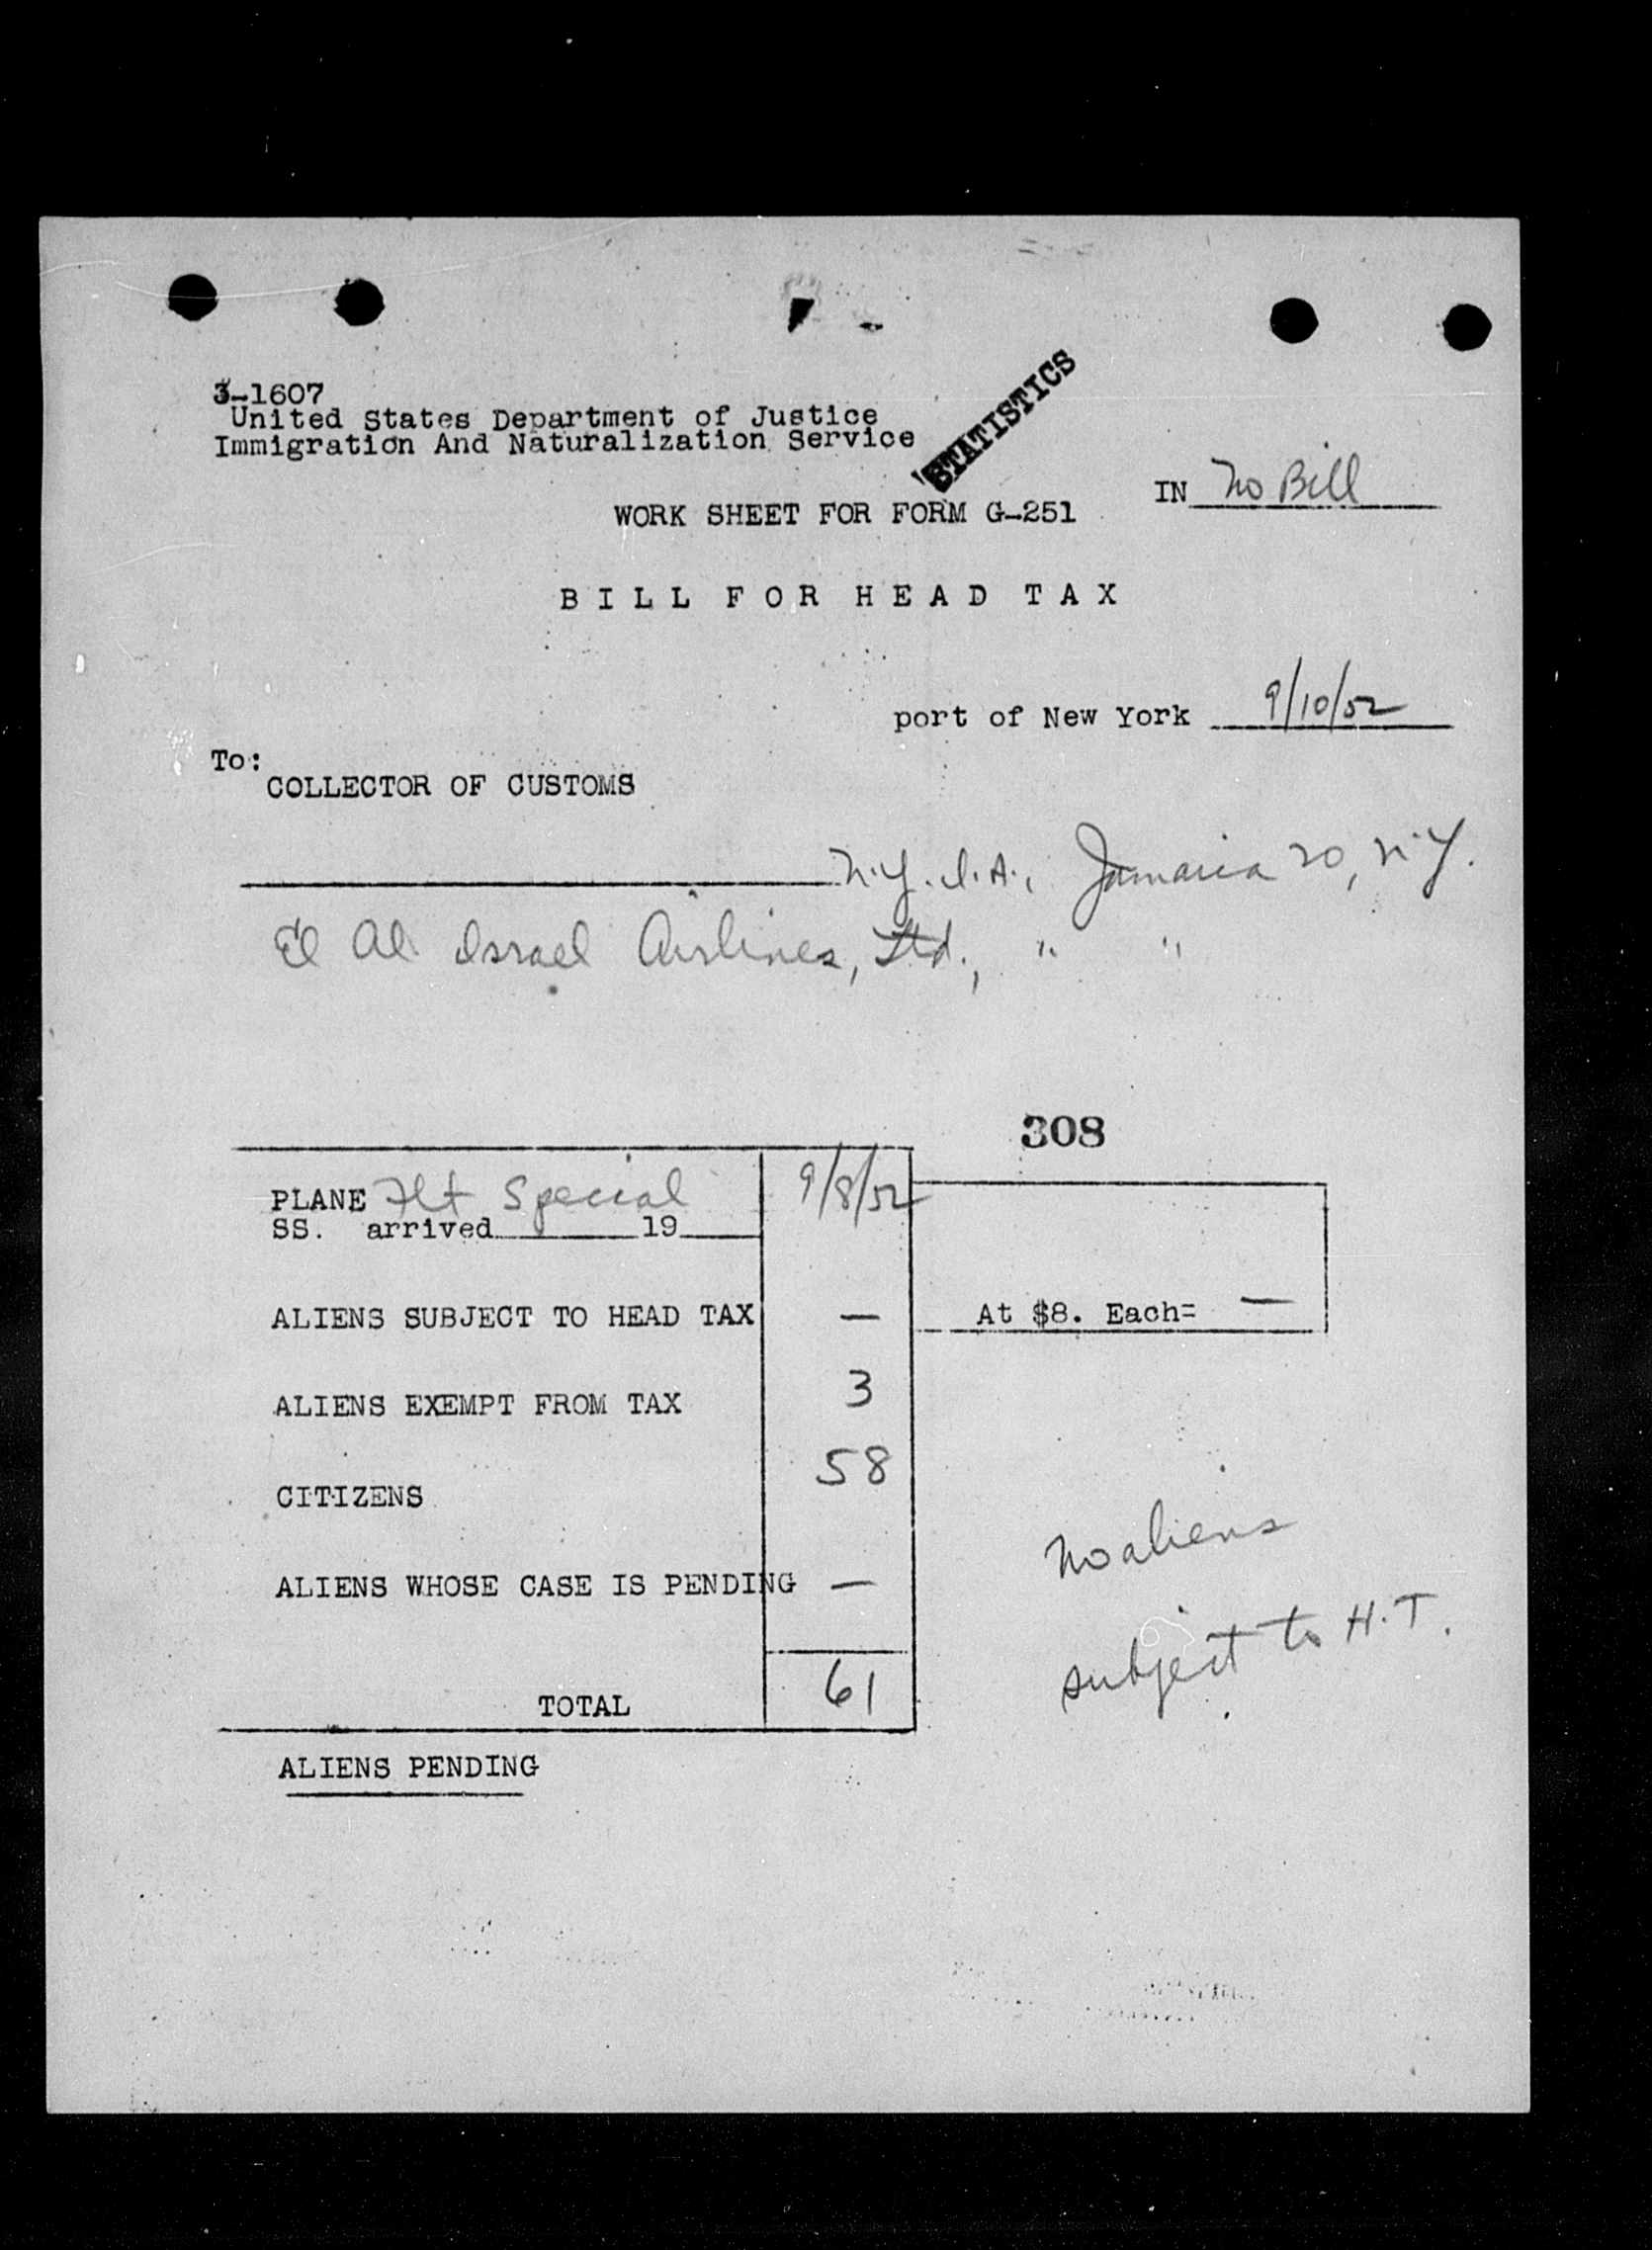 3-1607
United States Department of Justice
Immigration And Naturalization Service
STATISTICS
IN No Bill
WORK SHEET FOR FORM G-251
BILL FOR HEAD TAX
port of New York 9/10/52
To:
COLLECTOR OF CUSTOMS
N.Y.I.A., Jamaica 20, N.Y.
El Al Israel Airlines, Ltd., " "
308
PLANE Flt Special 9/8/52
SS. arrived 19
ALIENS SUBJECT TO HEAD TAX — At $8. Each= —
ALIENS EXEMPT FROM TAX 3
CITIZENS 58
No aliens
ALIENS WHOSE CASE IS PENDING —
subject to H.T.
TOTAL 61
ALIENS PENDING